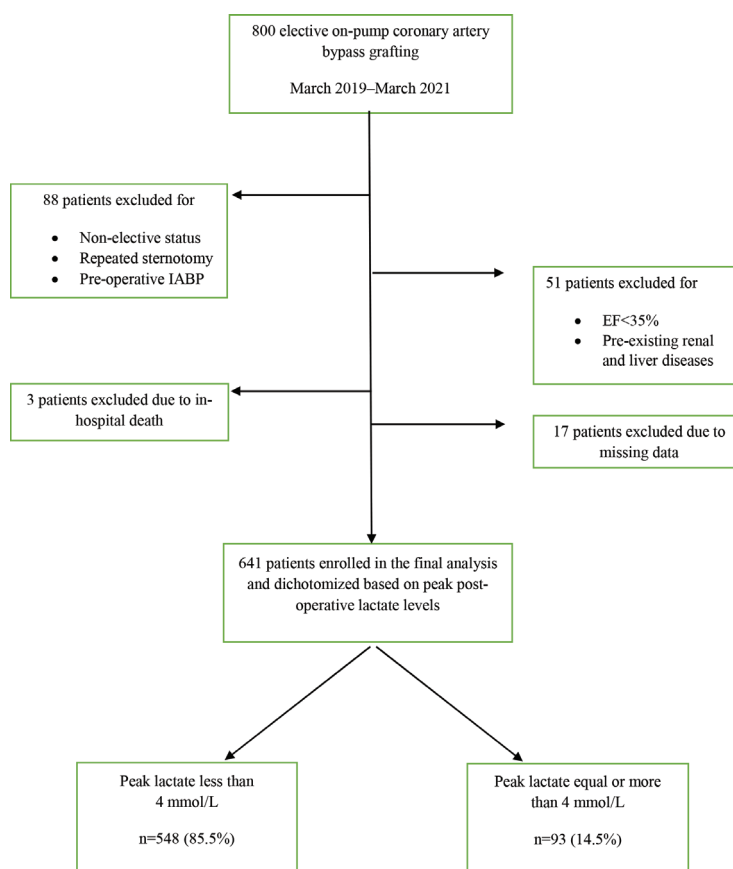 800 elective on-pump coronary artery
bypass grafting
March 2019–March 2021
88 patients excluded for
• Non-elective status
• Repeated sternotomy
• Pre-operative IABP
51 patients excluded for
• EF<35%
• Pre-existing renal
and liver diseases
3 patients excluded due to in-
hospital death
17 patients excluded due to
missing data
641 patients enrolled in the final analysis
and dichotomized based on peak post-
operative lactate levels
Peak lactate less than
4 mmol/L
n=548 (85.5%)
Peak lactate equal or more
than 4 mmol/L
n=93 (14.5%)